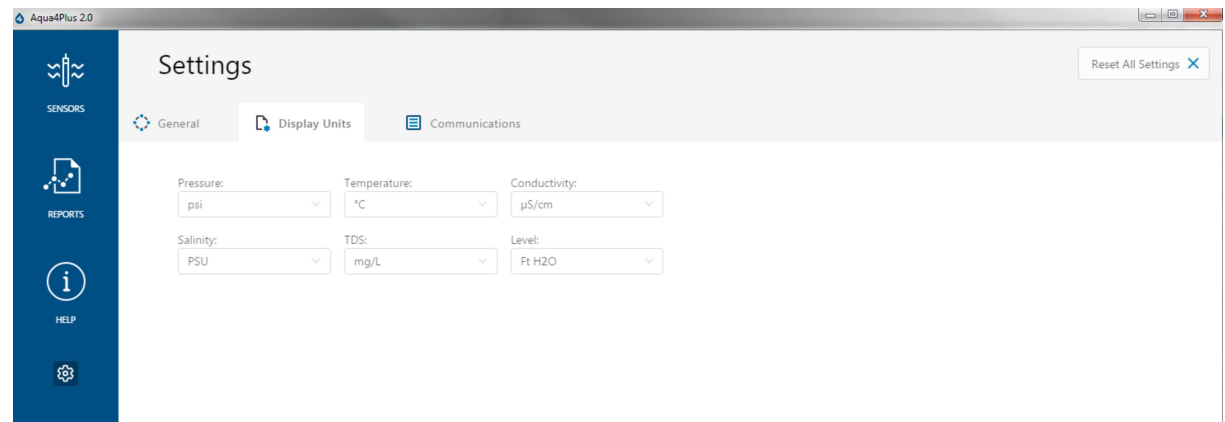 Aqua4Plus 2.0
SENSORS
REPORTS
HELP
Settings
Reset All Settings
General
Display Units
Communications
Pressure: Temperature: Conductivity:
psi °C µS/cm
Salinity: TDS: Level:
PSU mg/L Ft H2O